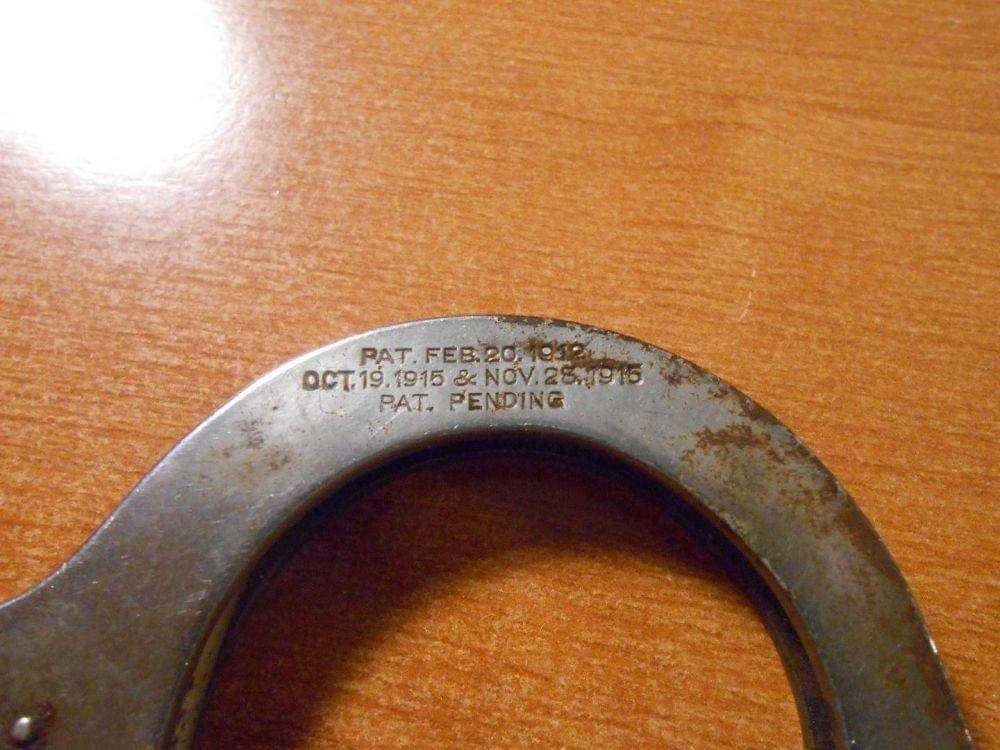 PAT. FEB. 20. 1912
OCT. 19. 1915 & NOV. 23. 1915
PAT. PENDING